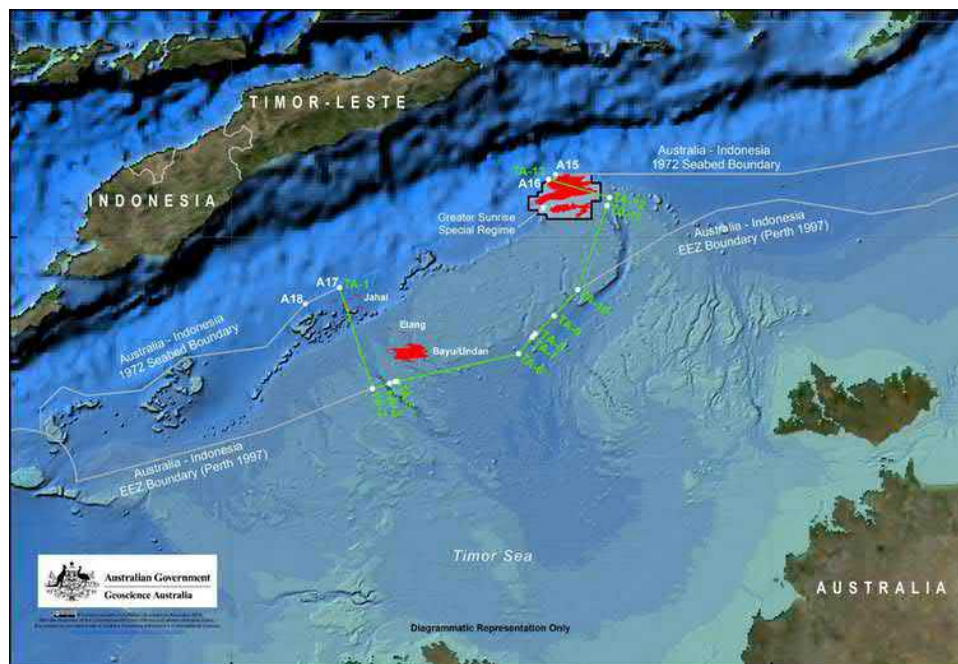 TIMOR-LESTE
INDONESIA
A15
TA-13
A16
Australia - Indonesia
1972 Seabed Boundary
Greater Sunrise
Special Regime
Australia - Indonesia
EEZ Boundary (Perth 1997)
A17
TA-1
A18
Jahal
Elang
Bayu/Undan
Australia - Indonesia
1972 Seabed Boundary
Australia - Indonesia
EEZ Boundary (Perth 1997)
Timor Sea
AUSTRALIA
Australian Government
Geoscience Australia
Diagrammatic Representation Only